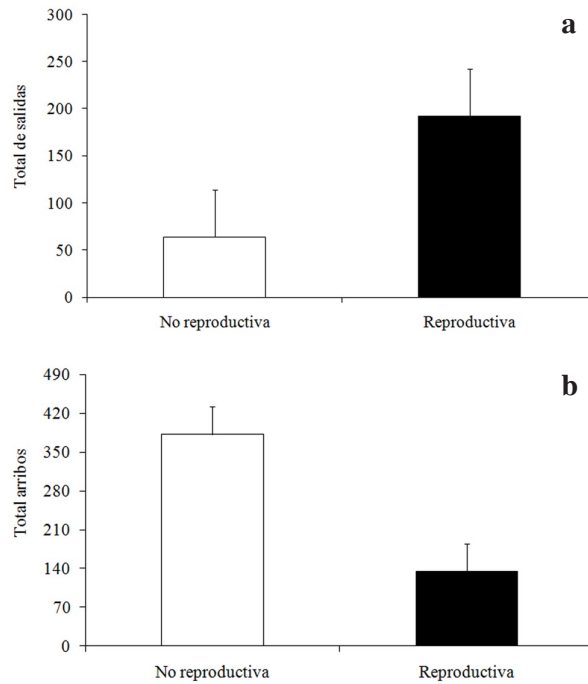 a
Total de salidas
300
250
200
150
100
50
0
No reproductiva
Reproductiva
b
Total arribos
490
420
350
280
210
140
70
0
No reproductiva
Reproductiva